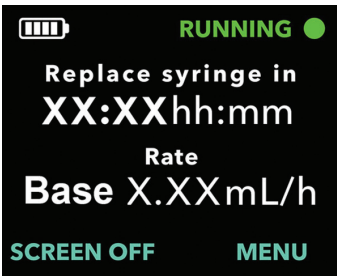 RUNNING
Replace syringe in
XX:XXhh:mm
Rate
Base X.XXmL/h
SCREEN OFF MENU